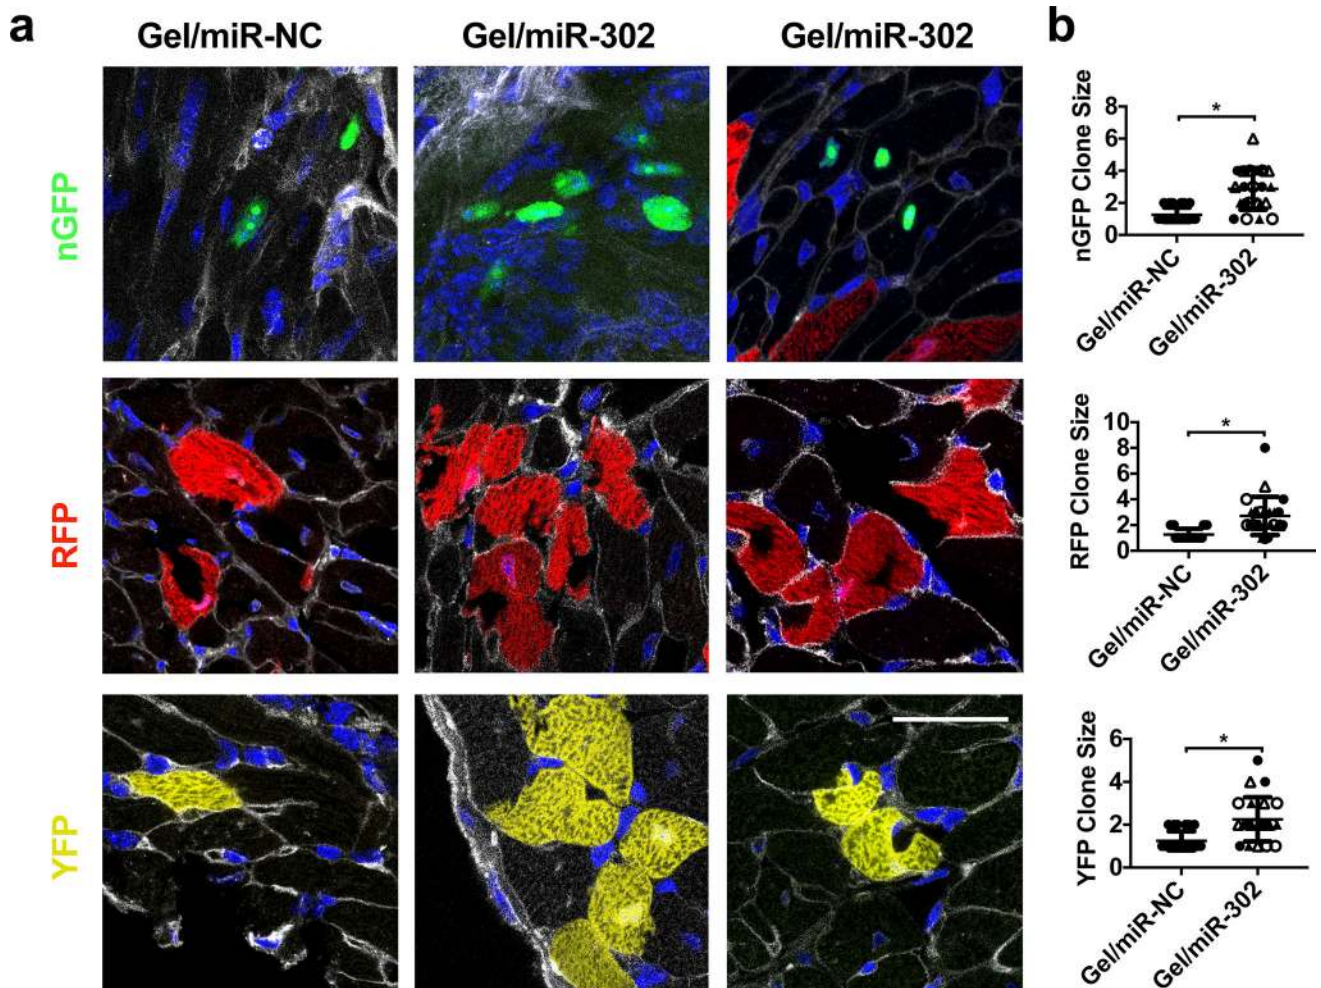 a
Gel/miR-NC
Gel/miR-302
Gel/miR-302
nGFP
RFP
YFP
b
nGFP Clone Size
8
6
4
2
0
*
Gel/miR-NC
Gel/miR-302
RFP Clone Size
10
8
6
4
2
0
*
Gel/miR-NC
Gel/miR-302
YFP Clone Size
6
4
2
0
*
Gel/miR-NC
Gel/miR-302